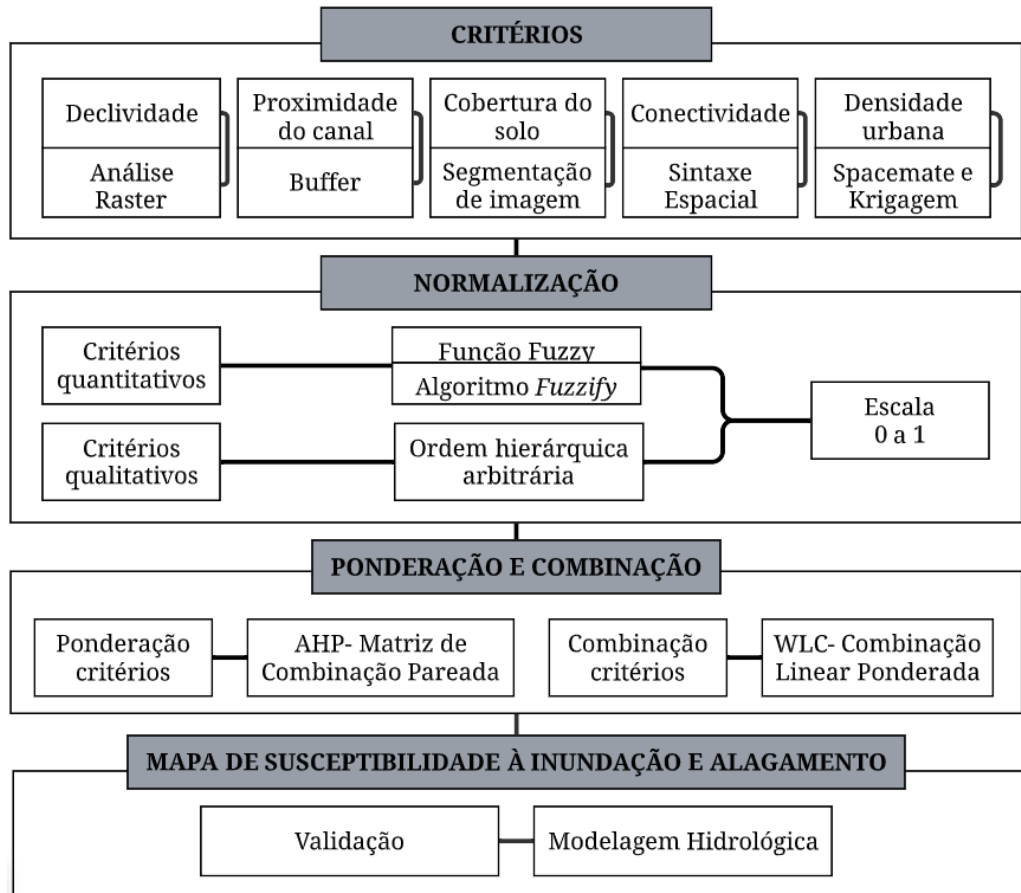 CRITÉRIOS
Declividade
Análise
Raster
Proximidade
do canal
Buffer
Cobertura do
solo
Segmentação
de imagem
Conectividade
Sintaxe
Espacial
Densidade
urbana
Spacemate e
Krigagem
NORMALIZAÇÃO
Critérios
quantitativos
Função Fuzzy
Algoritmo Fuzzify
Critérios
qualitativos
Ordem hierárquica
arbitrária
Escala
0 a 1
PONDERAÇÃO E COMBINAÇÃO
Ponderação
critérios
AHP- Matriz de
Combinação Pareada
Combinação
critérios
WLC- Combinação
Linear Ponderada
MAPA DE SUSCEPTIBILIDADE À INUNDAÇÃO E ALAGAMENTO
Validação
Modelagem Hidrológica